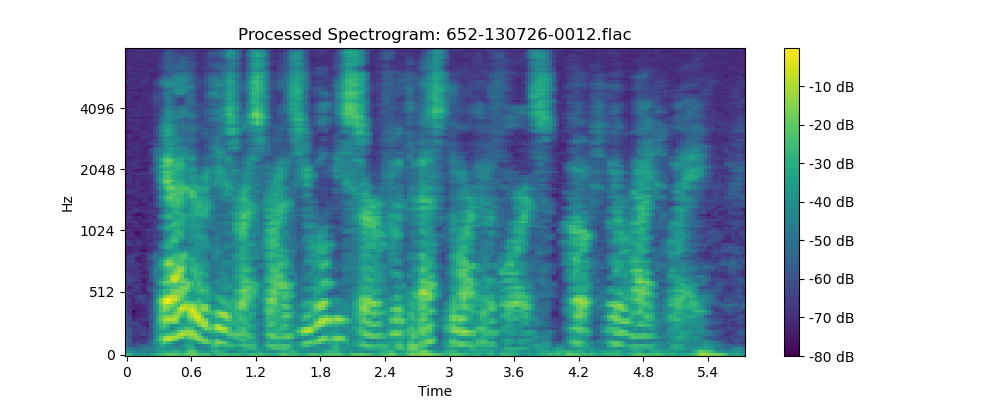 Processed Spectrogram: 652-130726-0012.flac
Hz
4096
2048
1024
512
0
0 0.6 1.2 1.8 2.4 3 3.6 4.2 4.8 5.4
Time
-10 dB
-20 dB
-30 dB
-40 dB
-50 dB
-60 dB
-70 dB
-80 dB